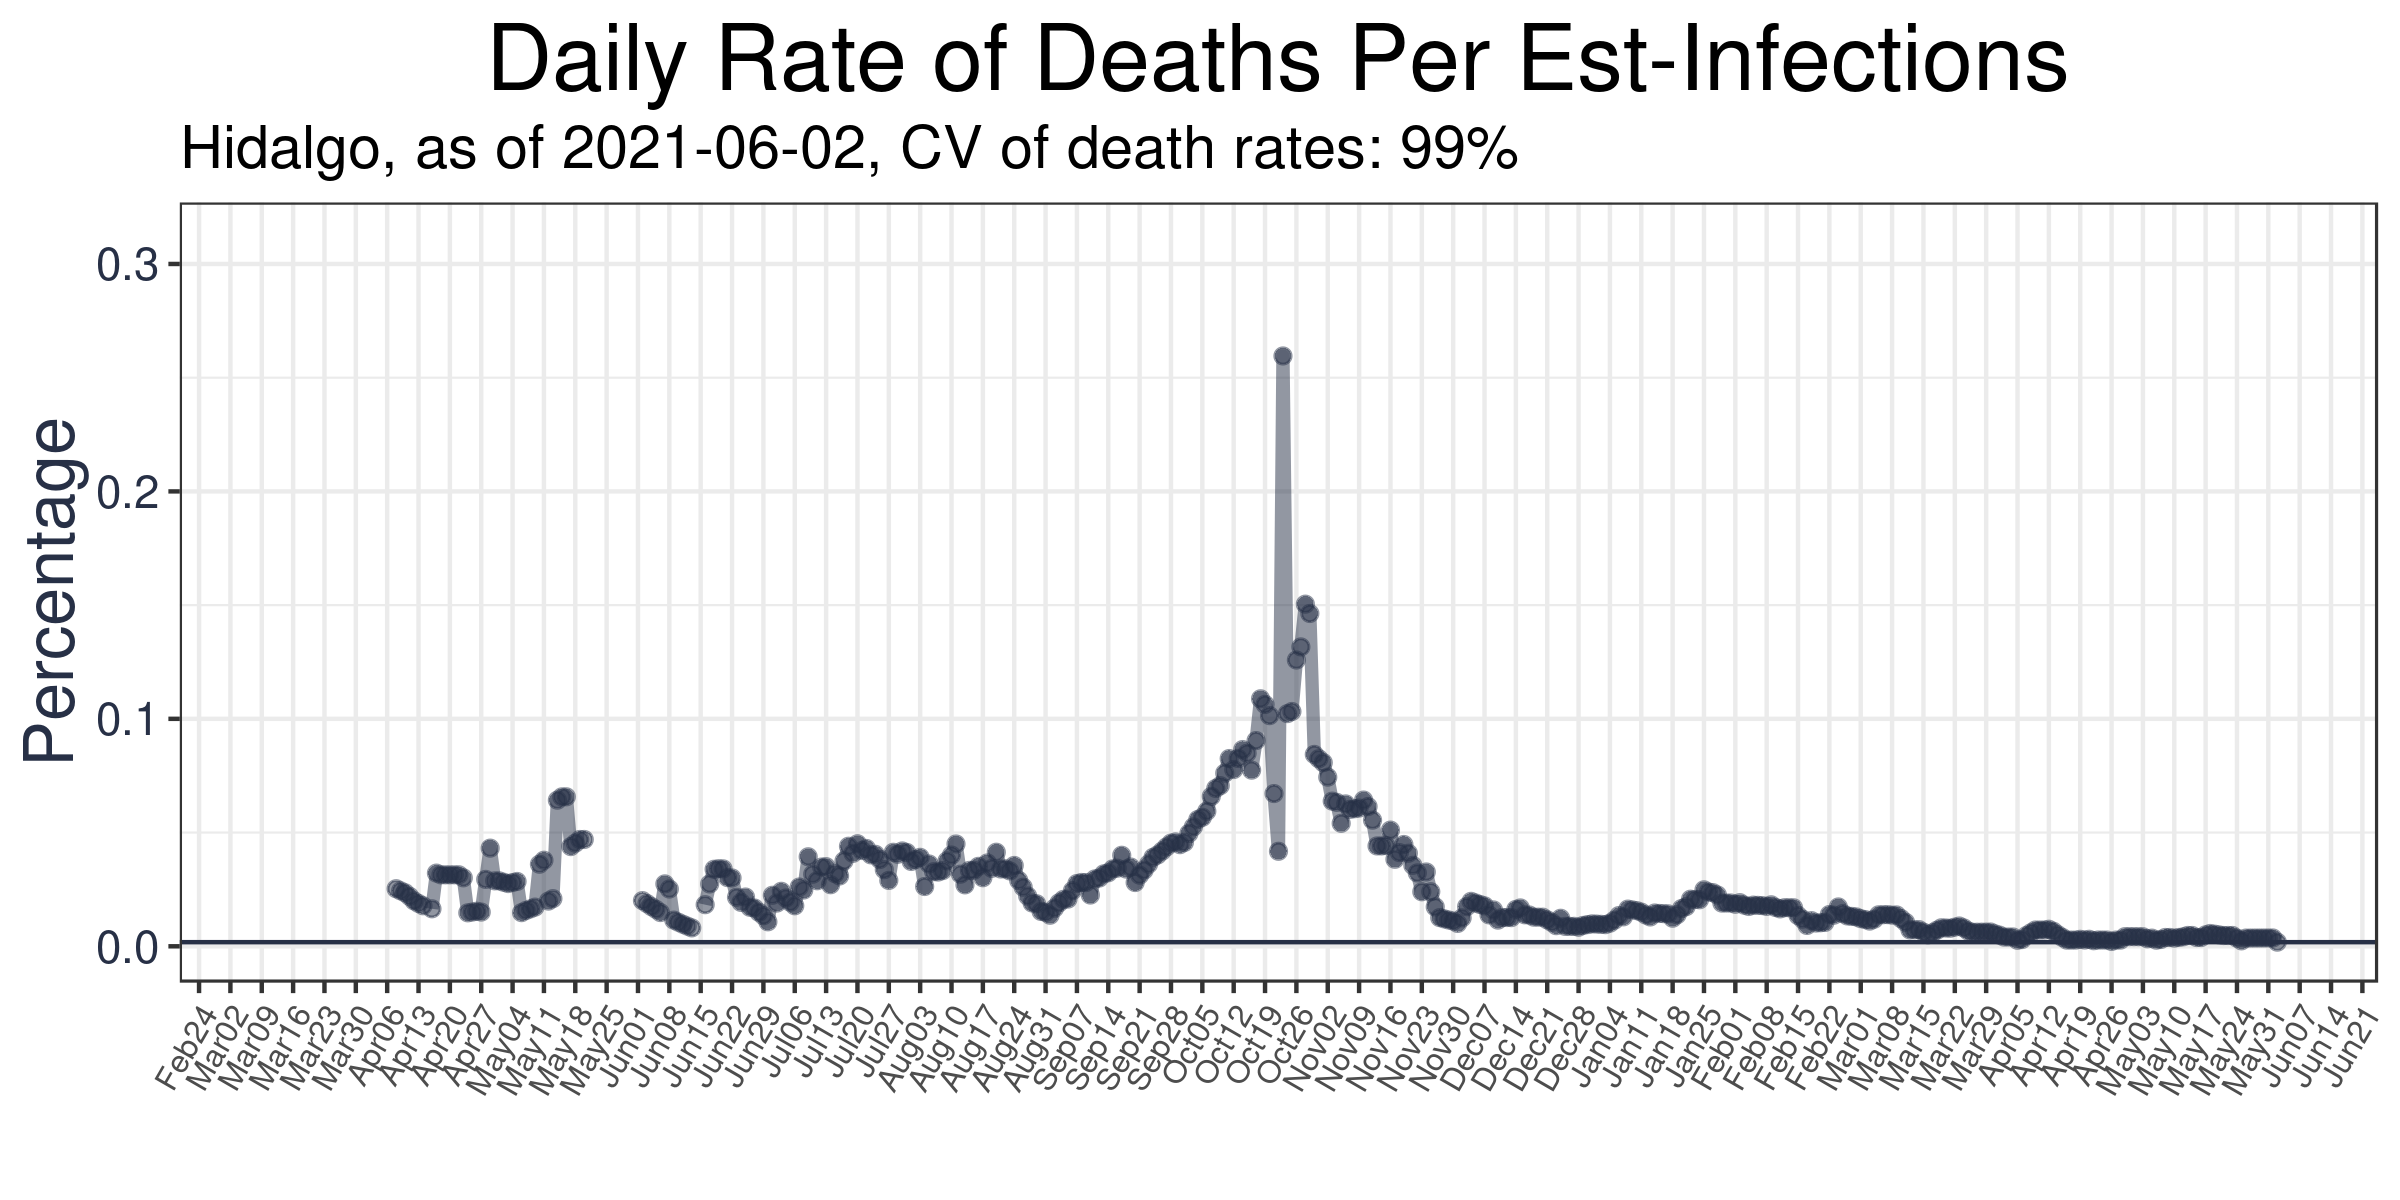 Daily Rate of Deaths Per Est-Infections
Hidalgo, as of 2021-06-02, CV of death rates: 99%
Percentage
0.3
0.2
0.1
0.0
Feb24
Mar02
Mar09
Mar16
Mar23
Mar30
Apr06
Apr13
Apr20
Apr27
May04
May11
May18
May25
Jun01
Jun08
Jun15
Jun22
Jun29
Jul06
Jul13
Jul20
Jul27
Aug03
Aug10
Aug17
Aug24
Aug31
Sep07
Sep14
Sep21
Sep28
Oct05
Oct12
Oct19
Oct26
Nov02
Nov09
Nov16
Nov23
Nov30
Dec07
Dec14
Dec21
Dec28
Jan04
Jan11
Jan18
Jan25
Feb01
Feb08
Feb15
Feb22
Mar01
Mar08
Mar15
Mar22
Mar29
Apr05
Apr12
Apr19
Apr26
May03
May10
May17
May24
May31
Jun07
Jun14
Jun21